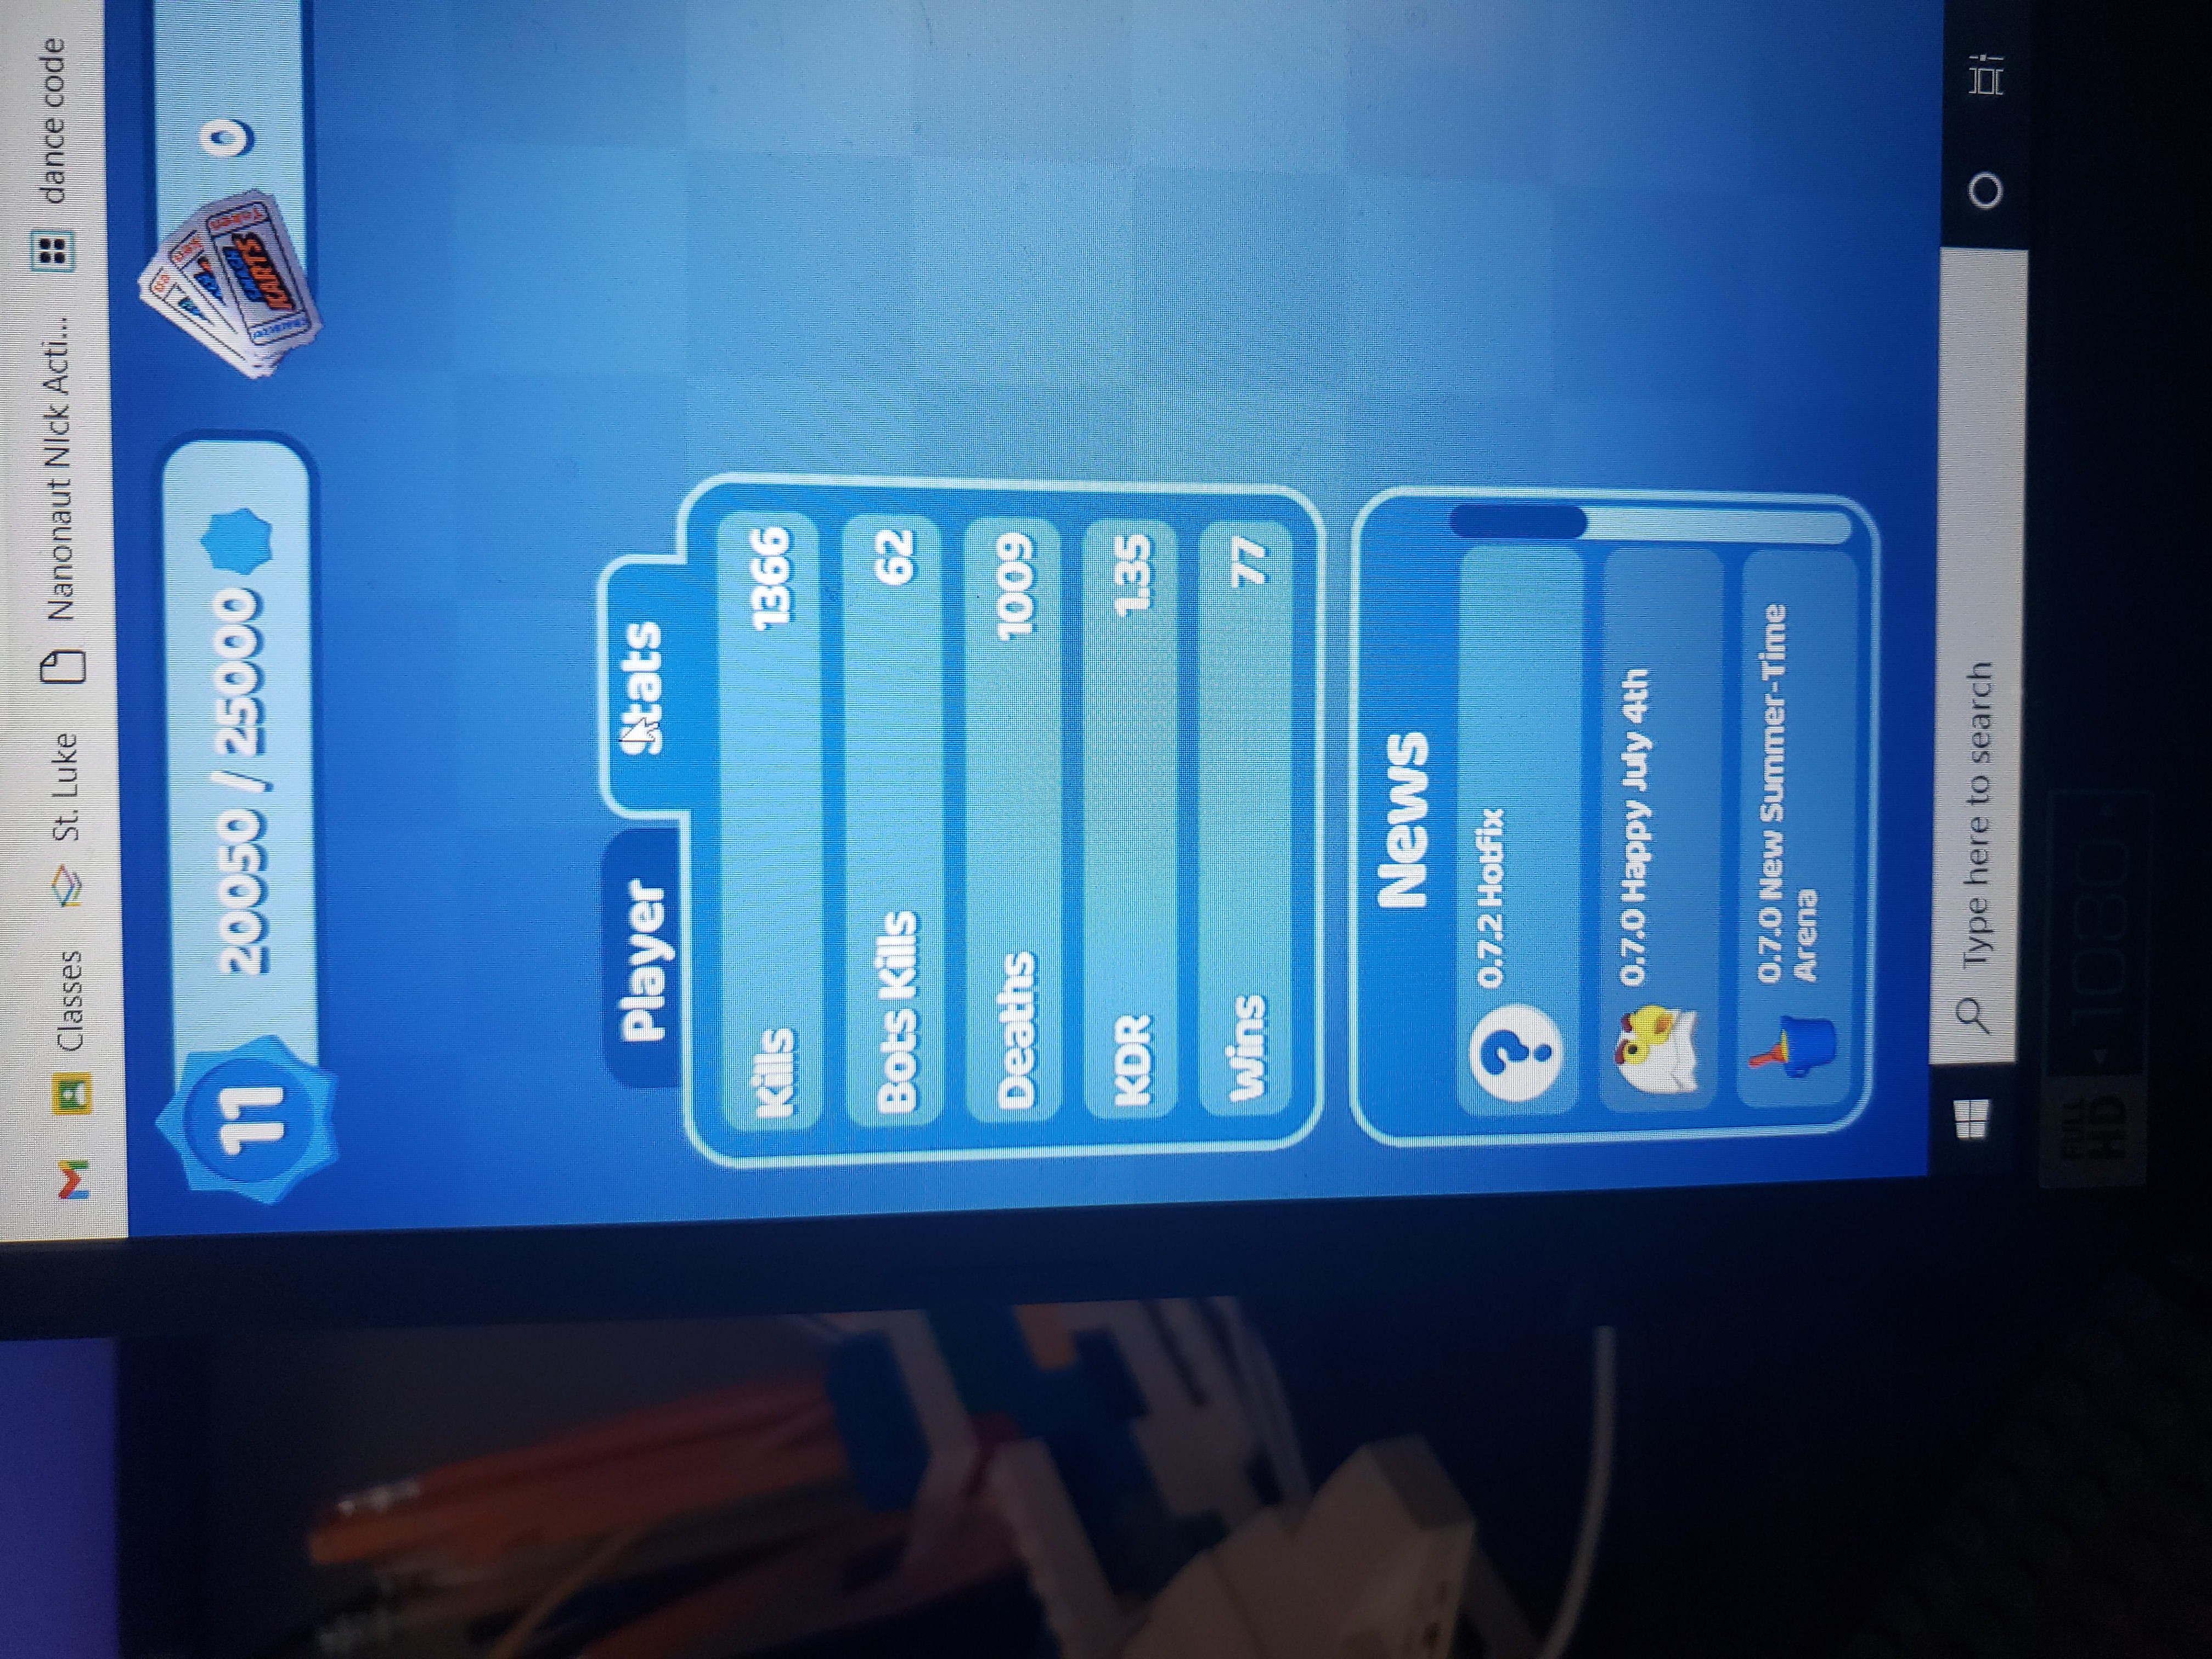 Classes St. Luke Nanonaut NIck Acti... dance code
11 20050 / 25000 SMASH KARTS 0
Player Stats
Kills 1366
Bots Kills 62
Deaths 1009
KDR 1.35
Wins 77
News
0.7.2 Hotfix
0.7.0 Happy July 4th
0.7.0 New Summer-Time
Arena
Type here to search
FULL
HD 1080